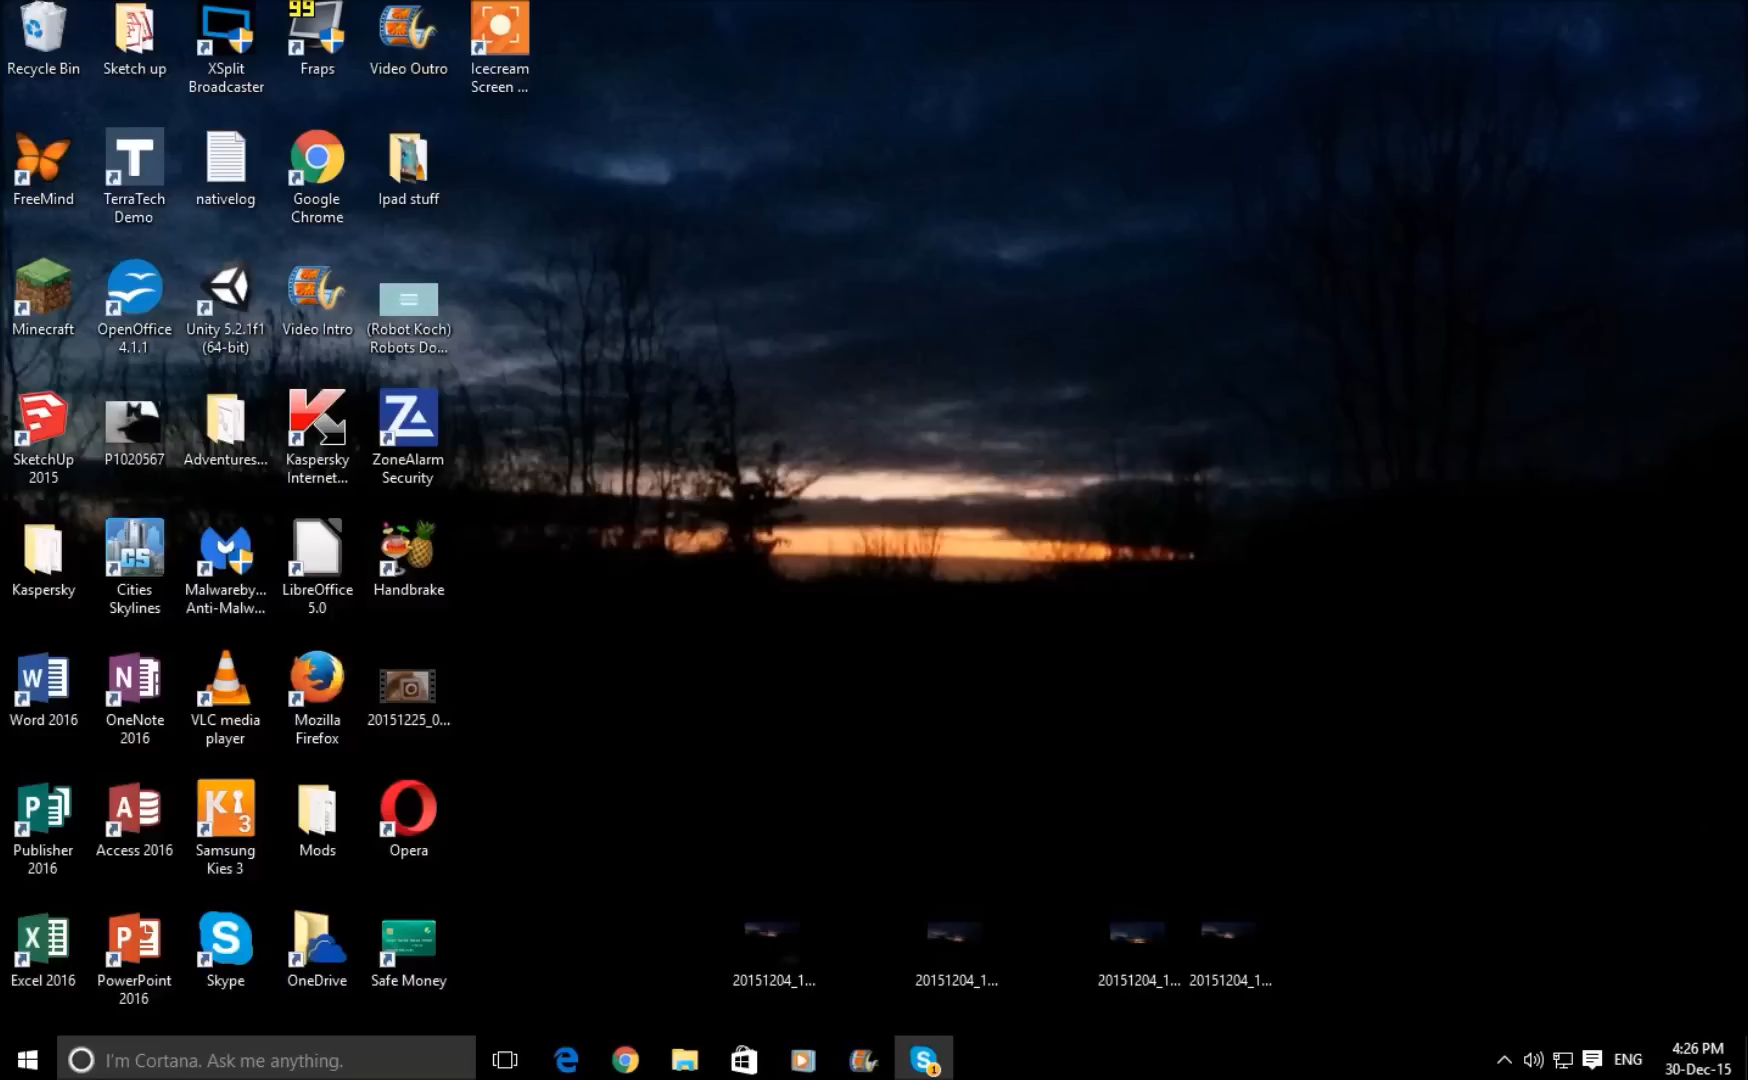 99
Recycle Bin
Sketch up
XSplit
Broadcaster
Fraps
Video Outro
Icecream
Screen ...
FreeMind
T
TerraTech
Demo
nativelog
Google
Chrome
Ipad stuff
Minecraft
OpenOffice
4.1.1
Unity 5.2.1f1
(64-bit)
Video Intro
(Robot Koch)
Robots Do...
SketchUp
2015
P1020567
Adventures...
Kaspersky
Internet...
ZoneAlarm
Security
Kaspersky
CS
Cities
Skylines
Malwareby...
Anti-Malw...
LibreOffice
5.0
Handbrake
W
Word 2016
N
OneNote
2016
VLC media
player
Mozilla
Firefox
20151225_0...
P
Publisher
2016
A
Access 2016
Ki
3
Samsung
Kies 3
Mods
Opera
X
Excel 2016
P
PowerPoint
2016
S
Skype
OneDrive
Safe Money
20151204_1...
20151204_1...
20151204_1...
20151204_1...
I'm Cortana. Ask me anything.
S
1
ENG
4:26 PM
30-Dec-15